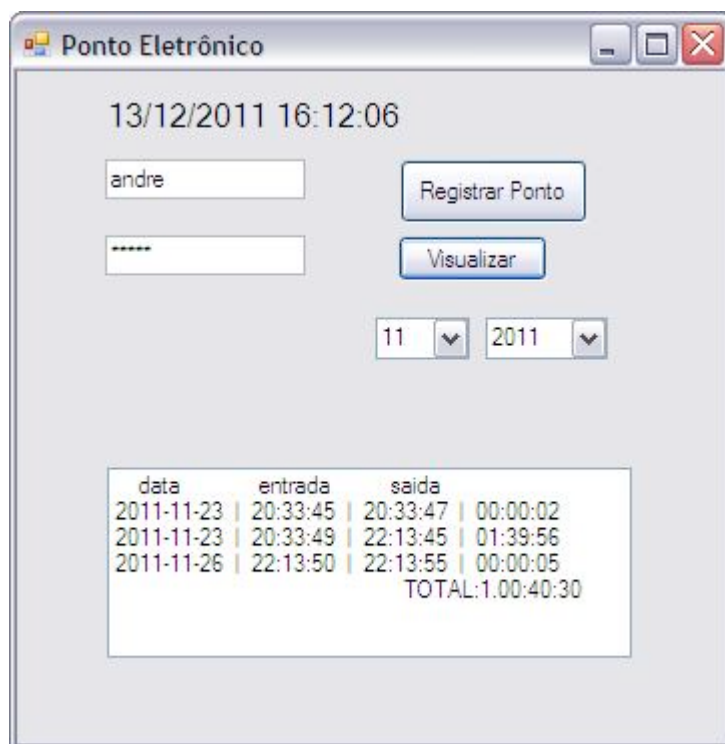 Ponto Eletrônico
13/12/2011 16:12:06
andre
Registrar Ponto
*****
Visualizar
11 2011
data entrada saida
2011-11-23 | 20:33:45 | 20:33:47 | 00:00:02
2011-11-23 | 20:33:49 | 22:13:45 | 01:39:56
2011-11-26 | 22:13:50 | 22:13:55 | 00:00:05
TOTAL:1.00:40:30